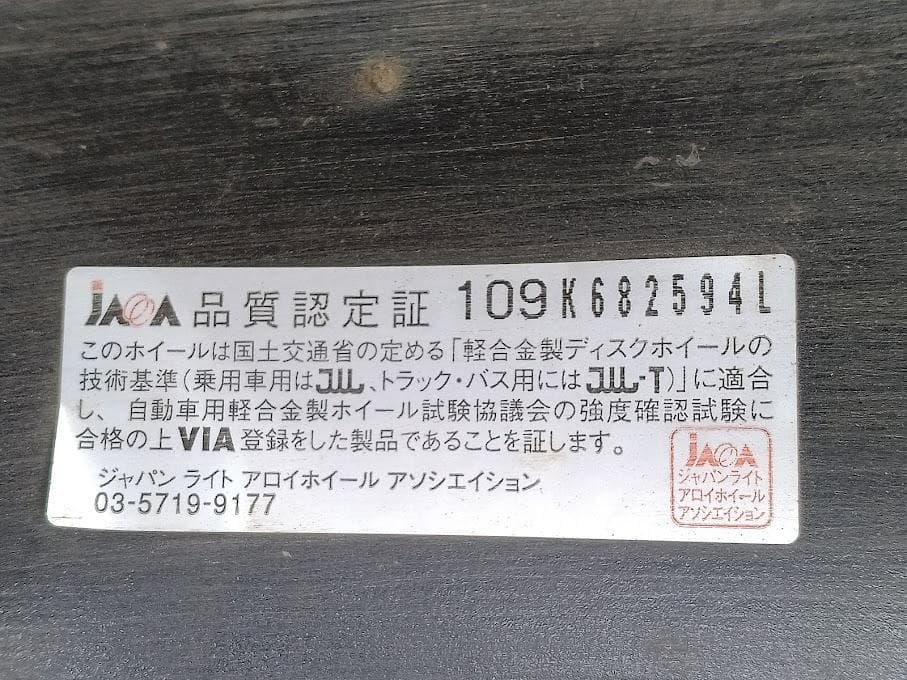 JAWA 品質認定証 109K682594L
このホイールは国土交通省の定める「軽合金製ディスクホイールの
技術基準(乗用車用はJWL、トラック・バス用にはJWL-T)」に適合
し、自動車用軽合金製ホイール試験協議会の強度確認試験に
合格の上VIA登録をした製品であることを証します。
ジャパン ライト アロイホイール アソシエイション
03-5719-9177
JAWA
ジャパンライト
アロイホイール
アソシエイション